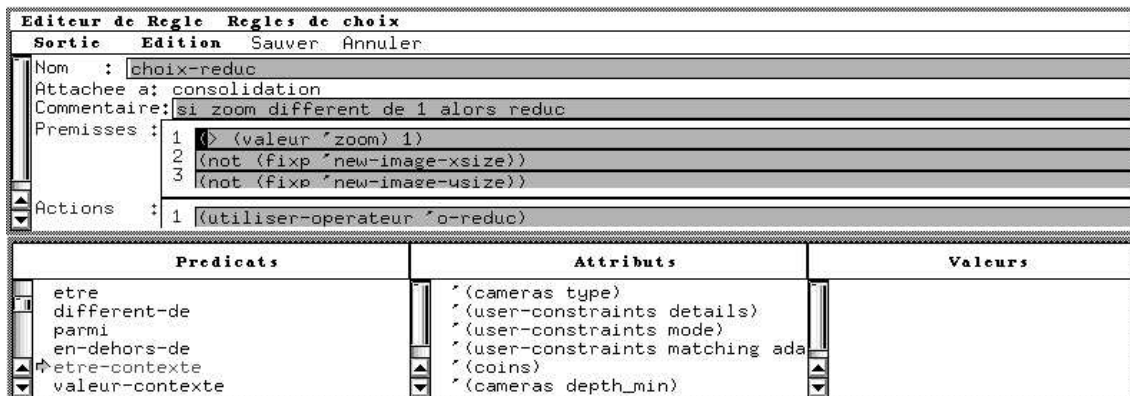 Editeur de Regle Regles de choix
Sortie Edition Sauver Annuler
Nom : choix-reduc
Attachee a: consolidation
Commentaire: si zoom different de 1 alors reduc
Premisses :
1 (> (valeur 'zoom) 1)
2 (not (fixp 'new-image-xsize))
3 (not (fixp 'new-image-ysize))
Actions : 1 (utiliser-operateur 'o-reduc)
Predicats Attributs Valeurs
etre '(cameras type)
different-de '(user-constraints details)
parmi '(user-constraints mode)
en-dehors-de '(user-constraints matching ada
etre-contexte '(coins)
valeur-contexte '(cameras depth_min)